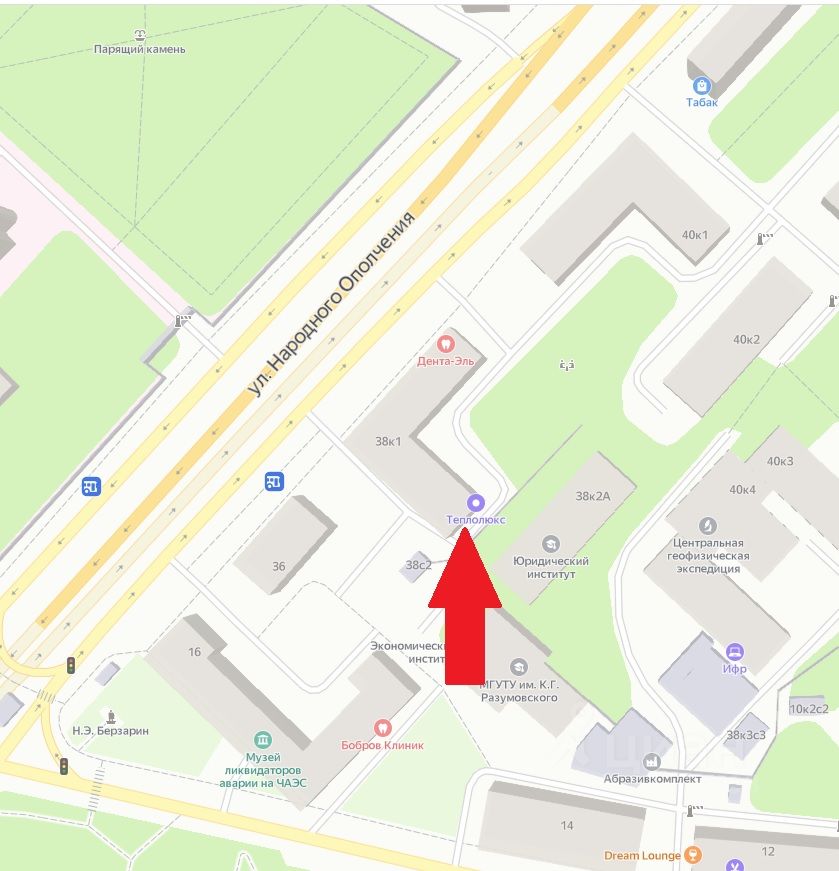 Парящий камень
Табак
ул. Народного Ополчения
40к1
40к2
Дента-Эль
38к1
40к3
40к4
38к2А
Теплолюкс
Центральная
геофизическая
экспедиция
Юридический
институт
36
38с2
16
Экономическ
инстит
Ифр
МГУТУ им. К.Г.
Разумовского
10к2с2
Н.Э. Берзарин
38к3с3
Бобров Клиник
Музей
ликвидаторов
аварии на ЧАЭС
Абразивкомплект
14
12
Dream Lounge